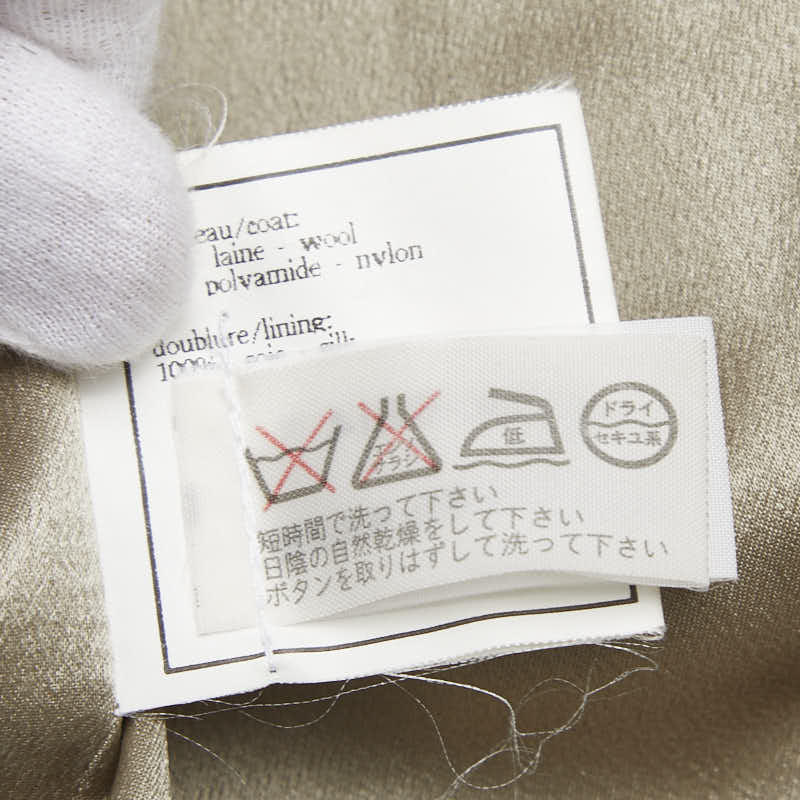 eau/coat:
laine - wool
polyamide - nylon
doublure/lining:
100%
低
ドライ
セキユ系
短時間で洗って下さい
日陰の自然乾燥をして下さい
ボタンを取りはずして洗って下さい